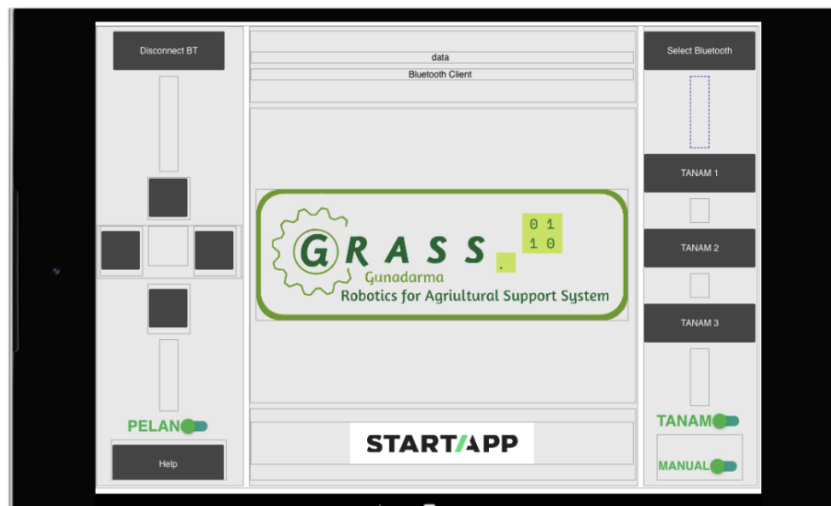 Disconnect BT
data
Bluetooth Client
Select Bluetooth
TANAM 1
TANAM 2
TANAM 3
GRASS.
0 1
1 0
Gunadarma
Robotics for Agriultural Support System
PELAN
Help
START/APP
TANAM
MANUAL